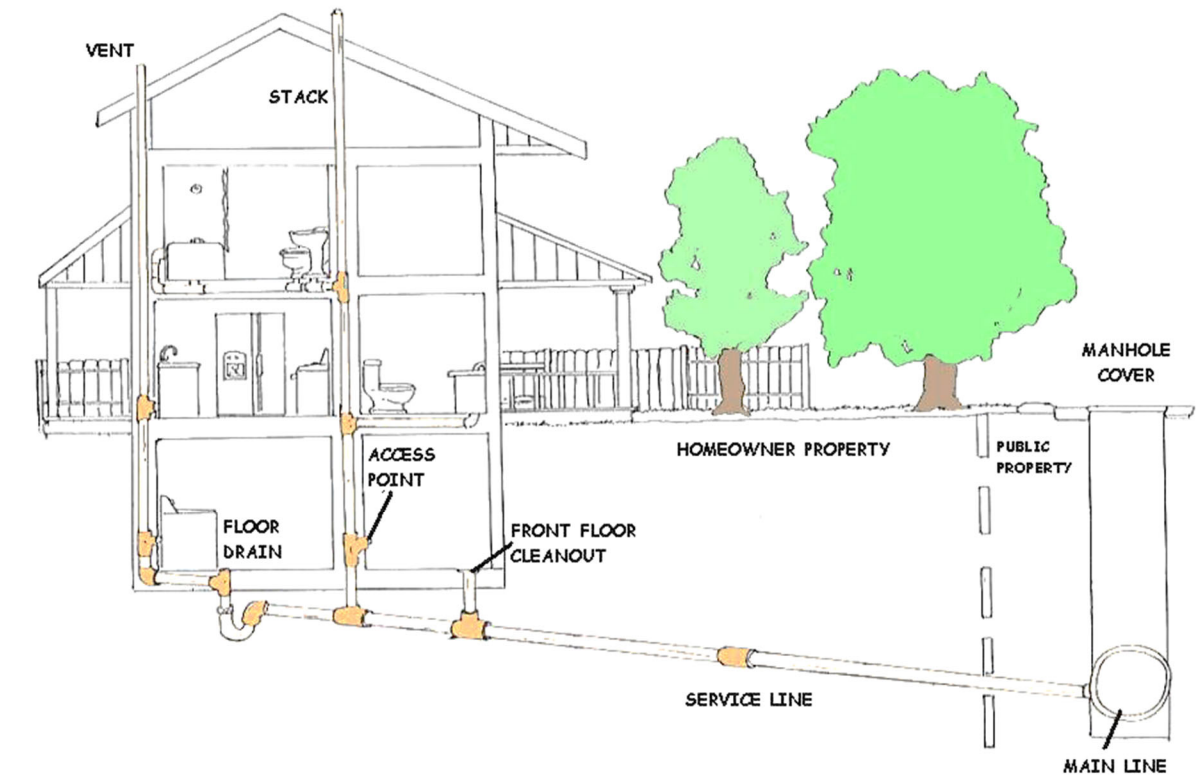 VENT
STACK
MANHOLE
COVER
HOMEOWNER PROPERTY
PUBLIC
PROPERTY
ACCESS
POINT
FLOOR
DRAIN
FRONT FLOOR
CLEANOUT
SERVICE LINE
MAIN LINE